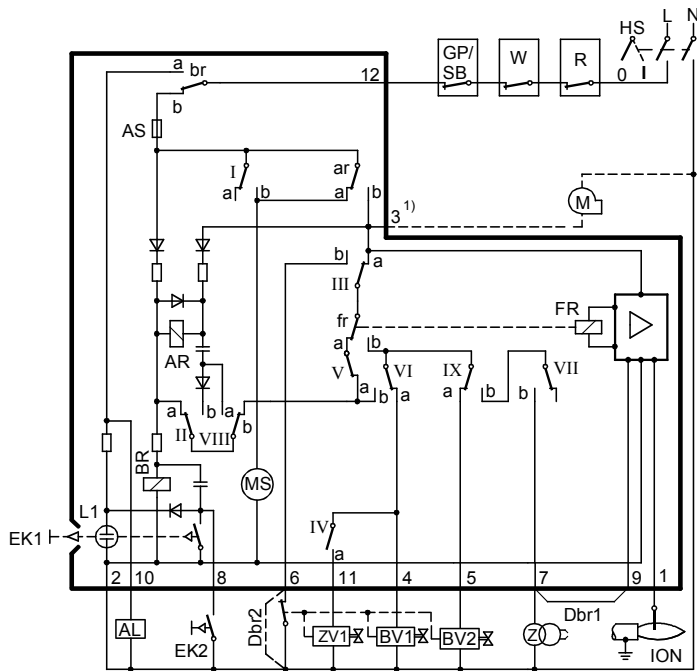 HS L N
GP/
SB
W
R
0 I
a
br
12
b
AS
I
ar
a b
a b
3 1)
M
b a
III
FR
fr
AR
a b
V
VI
IX
VII
a
b a
a b
b
b a
b
II
VIII
a
BR
MS
L1
IV
a
EK1
2 10 8 6 11 4 5 7 9 1
Dbr1
Dbr2
AL
EK2
ZV1
BV1
BV2
Z
ION